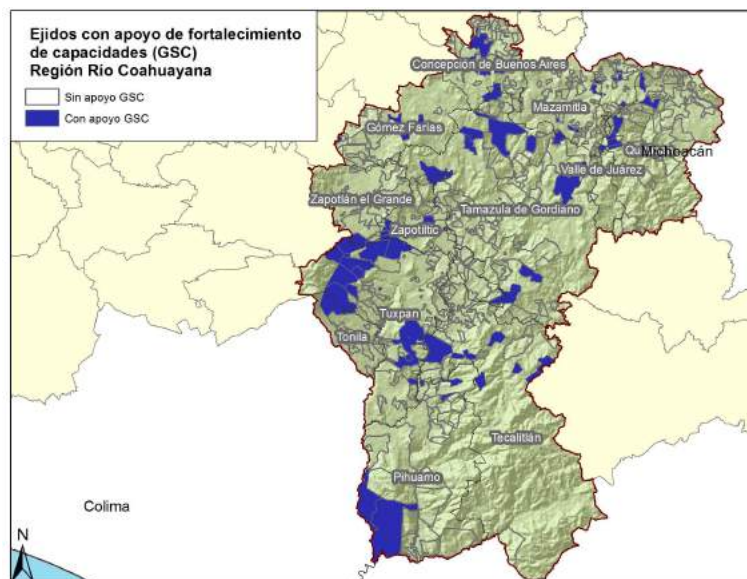 Ejidos con apoyo de fortalecimiento
de capacidades (GSC)
Región Río Coahuayana
Sin apoyo GSC
Con apoyo GSC
Concepción de Buenos Aires
Mazamitla
Gómez Farías
Michoacán
Valle de Juárez
Zapotlán el Grande
Tamazula de Gordiano
Zapotiltic
Tuxpan
Tonila
Tecalitlán
Pihuamo
Colima
N